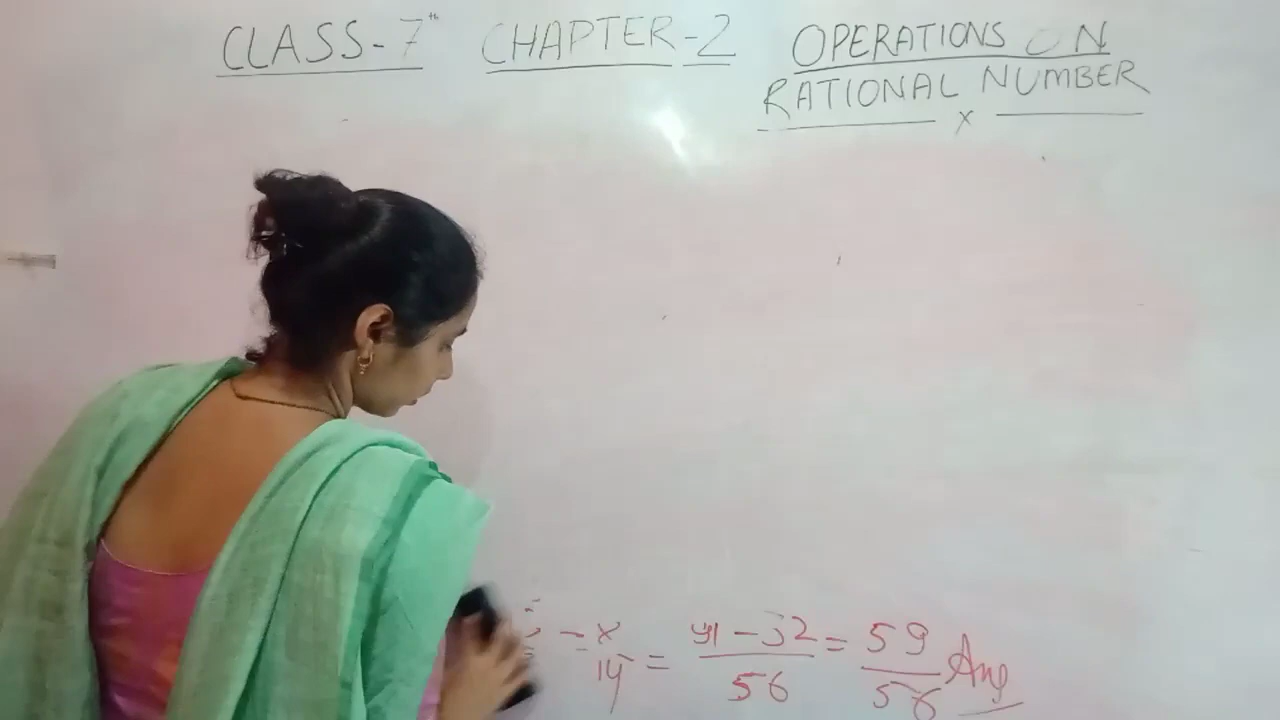 CLASS-7th CHAPTER-2 OPERATIONS ON
RATIONAL NUMBER
x
/14 = 91-32/56 = 59/56 Ans